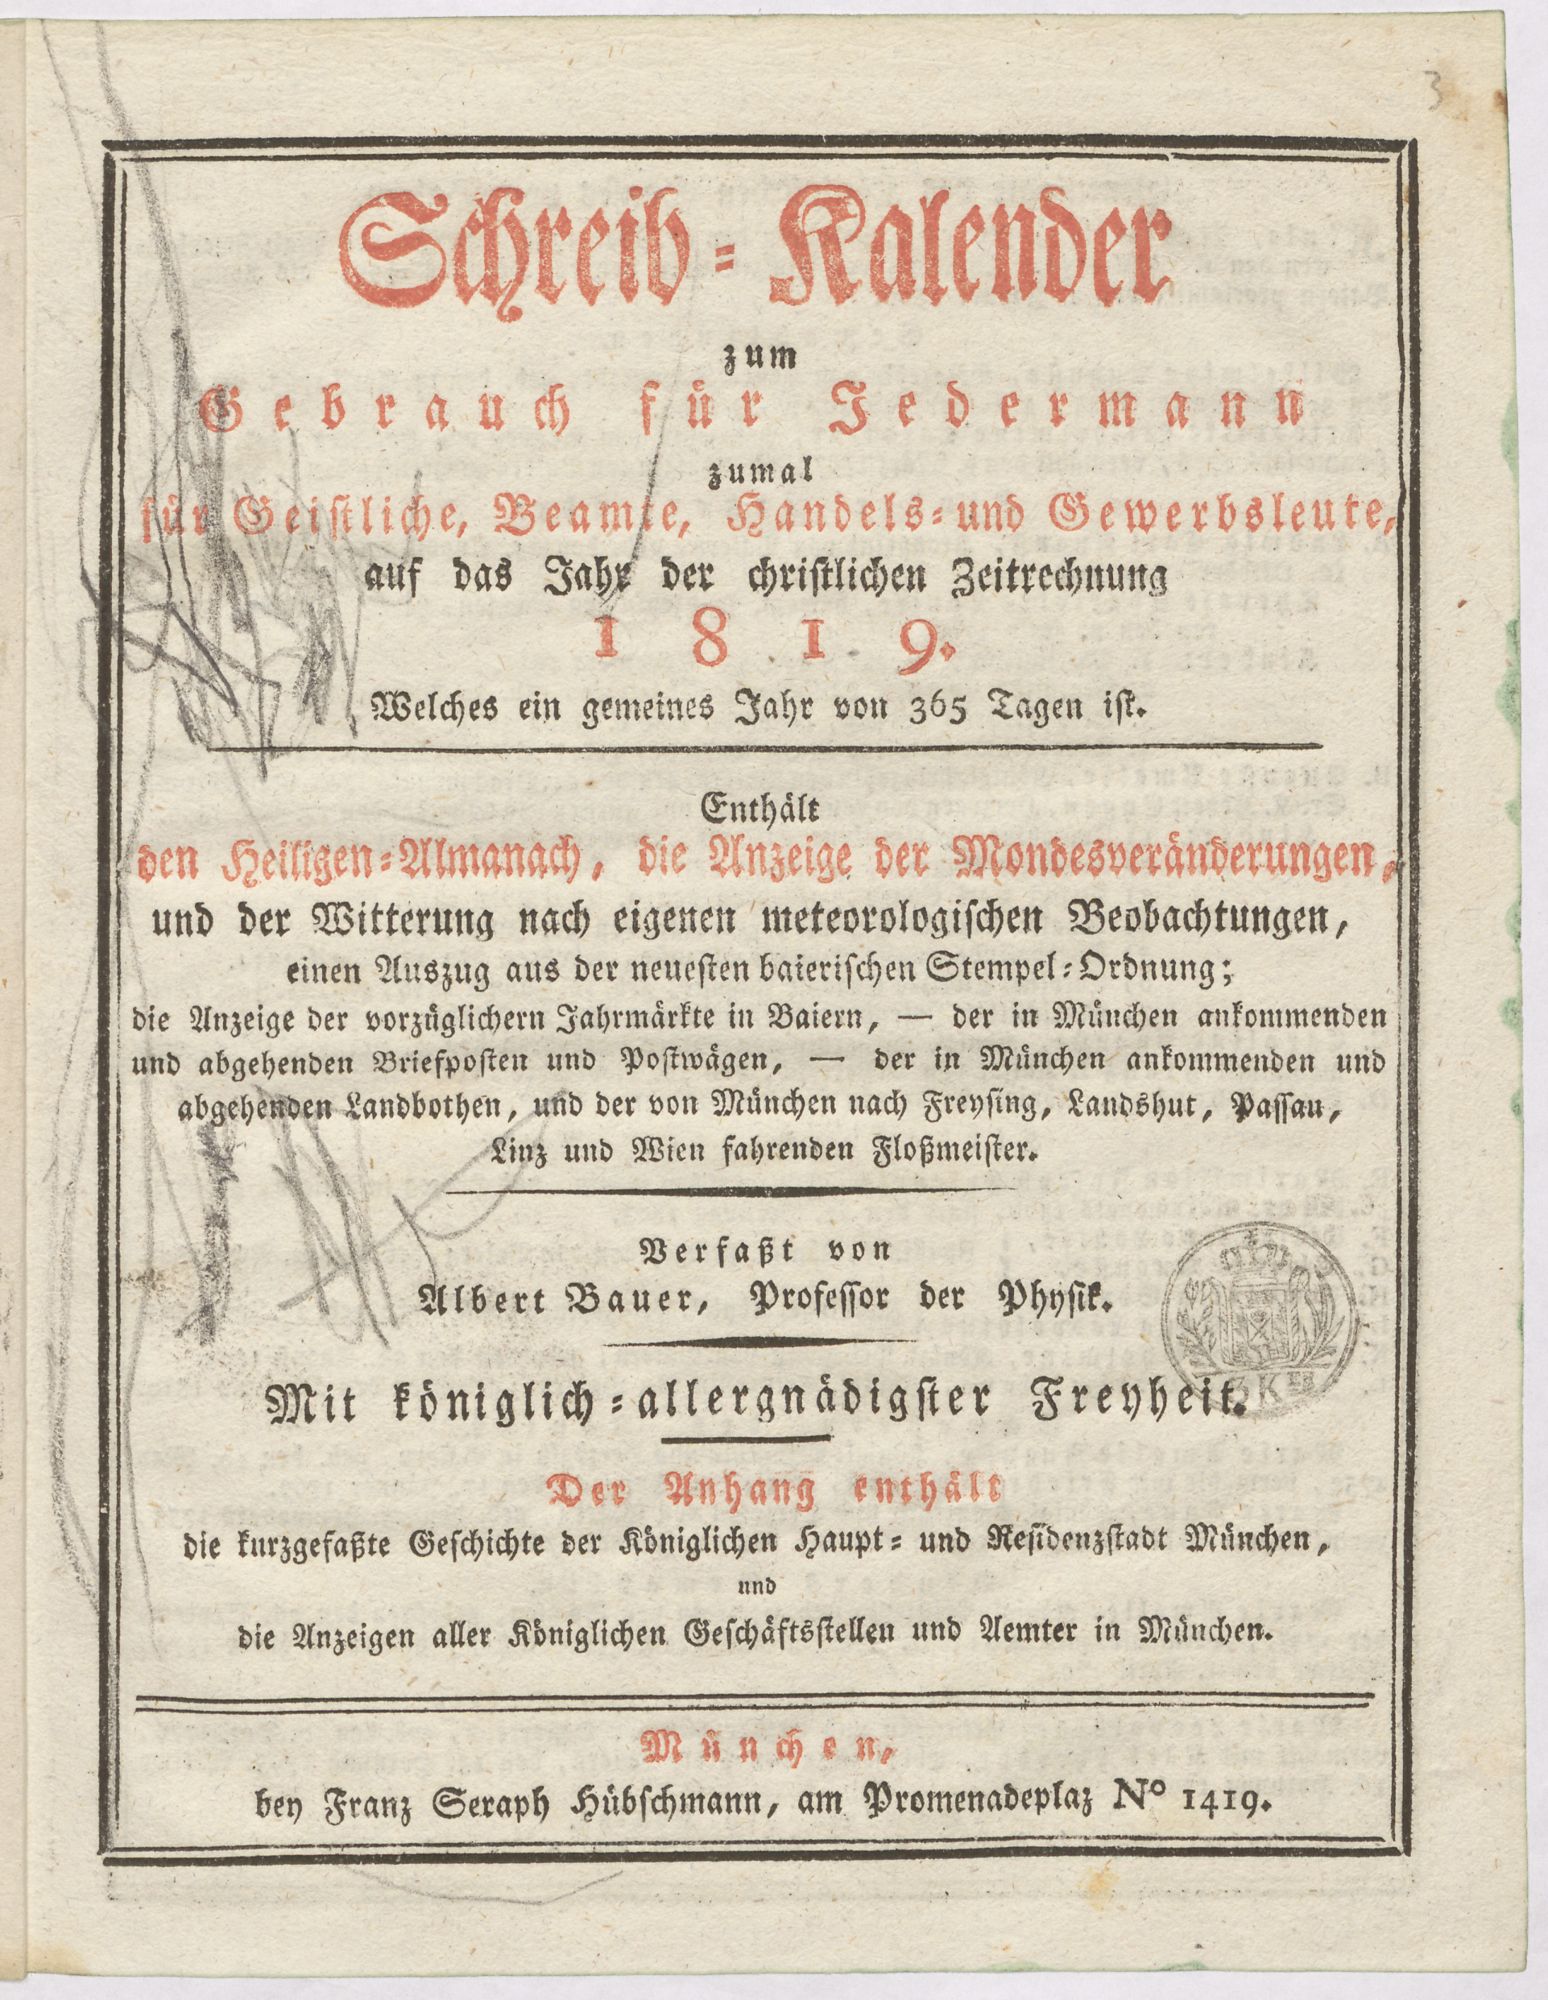 3
Schreib-Kalender
zum
Gebrauch für Jedermann
zumal
für Geistliche, Beamte, Handels- und Gewerbsleute,
auf das Jahr der christlichen Zeitrechnung
1819.
Welches ein gemeines Jahr von 365 Tagen ist.
Enthält
den Heiligen-Almanach, die Anzeige der Mondesveränderungen,
und der Witterung nach eigenen meteorologischen Beobachtungen,
einen Auszug aus der neuesten baierischen Stempel-Ordnung;
die Anzeige der vorzüglichern Jahrmärkte in Baiern, — der in München ankommenden
und abgehenden Briefposten und Postwägen, — der in München ankommenden und
abgehenden Landbothen, und der von München nach Freysing, Landshut, Passau,
Linz und Wien fahrenden Floßmeister.
Verfaßt von
Albert Bauer, Professor der Physik.
Mit königlich-allergnädigster Freyheit.
Der Anhang enthält
die kurzgefaßte Geschichte der Königlichen Haupt- und Residenzstadt München,
und
die Anzeigen aller Königlichen Geschäftsstellen und Aemter in München.
München,
bey Franz Seraph Hübschmann, am Promenadeplaz No 1419.